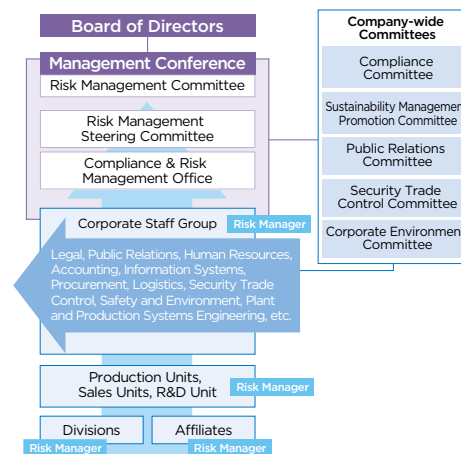 Board of Directors
Management Conference
Risk Management Committee
Risk Management
Steering Committee
Compliance & Risk
Management Office
Corporate Staff Group
Risk Manager
Legal, Public Relations, Human Resources,
Accounting, Information Systems,
Procurement, Logistics, Security Trade
Control, Safety and Environment, Plant
and Production Systems Engineering, etc.
Production Units,
Sales Units, R&D Unit
Risk Manager
Divisions
Risk Manager
Affiliates
Risk Manager
Company-wide
Committees
Compliance
Committee
Sustainability Management
Promotion Committee
Public Relations
Committee
Security Trade
Control Committee
Corporate Environment
Committee